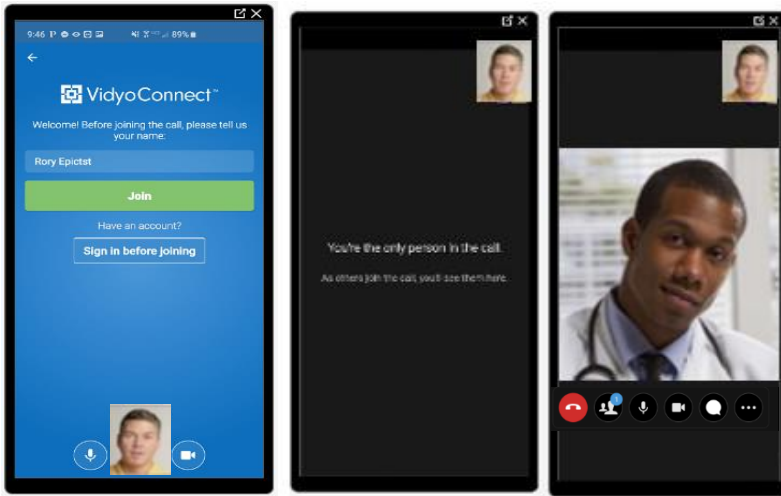 9:46
89%
VidyoConnect™
Welcome! Before joining the call, please tell us
your name:
Rory Epictst
Join
Have an account?
Sign in before joining
You're the only person in the call.
As others join the call, you'll see them here.